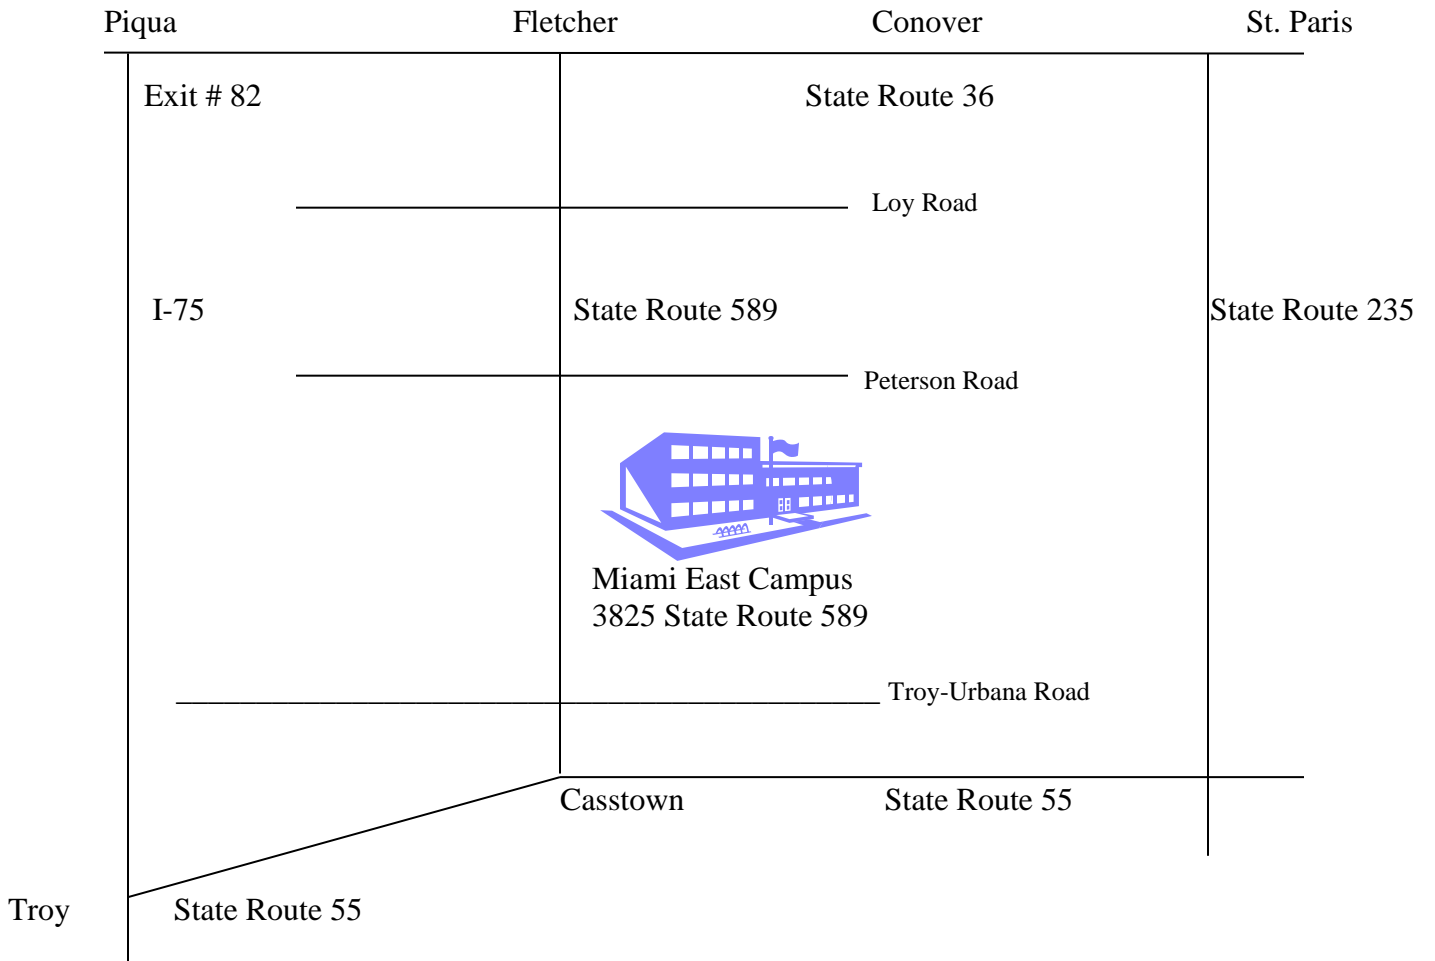 Piqua
Fletcher
Conover
St. Paris
Exit # 82
State Route 36
Loy Road
I-75
State Route 589
State Route 235
Peterson Road
Miami East Campus
3825 State Route 589
Troy-Urbana Road
Casstown
State Route 55
Troy
State Route 55